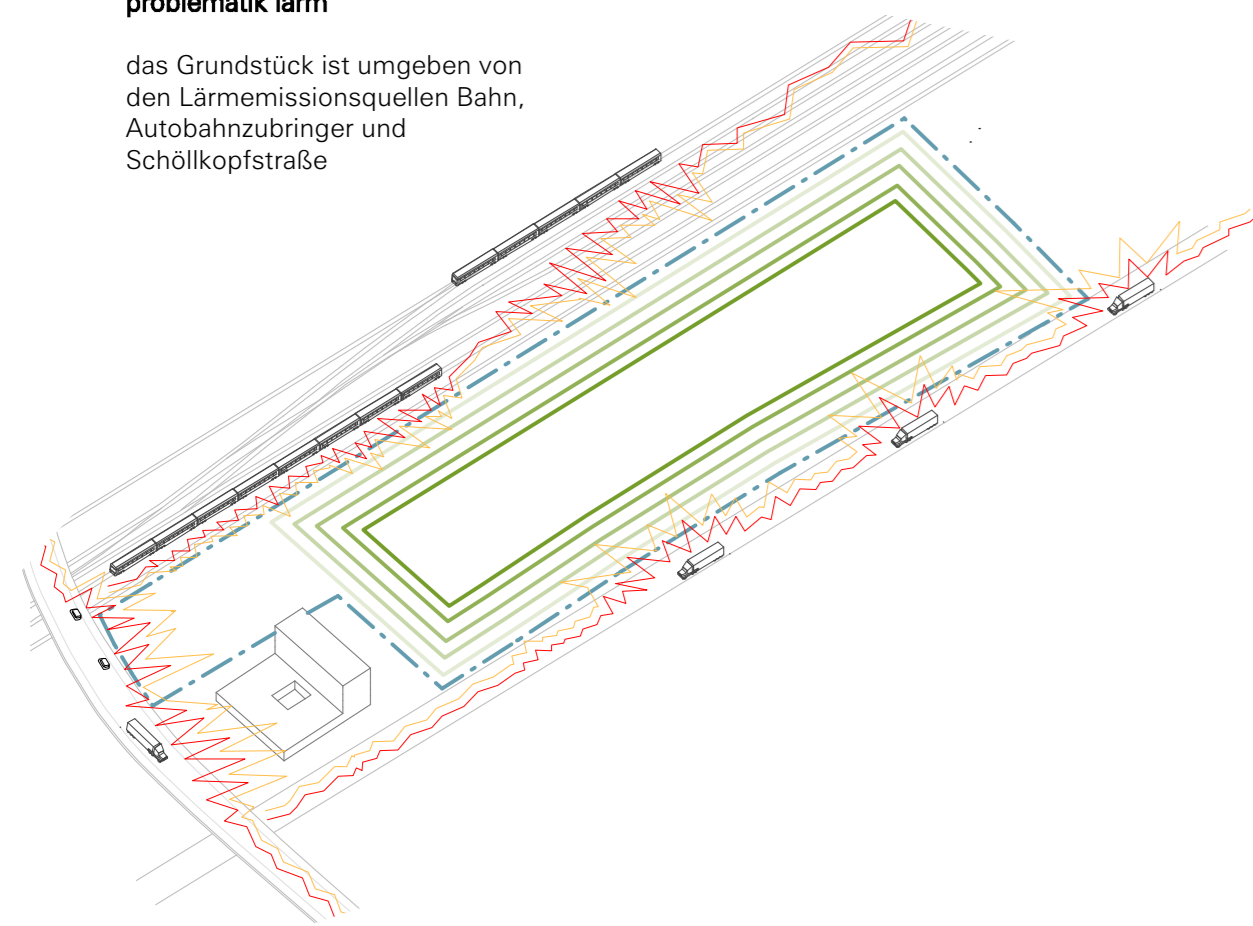 problematik lärm
das Grundstück ist umgeben von
den Lärmemissionsquellen Bahn,
Autobahnzubringer und
Schöllkopfstraße